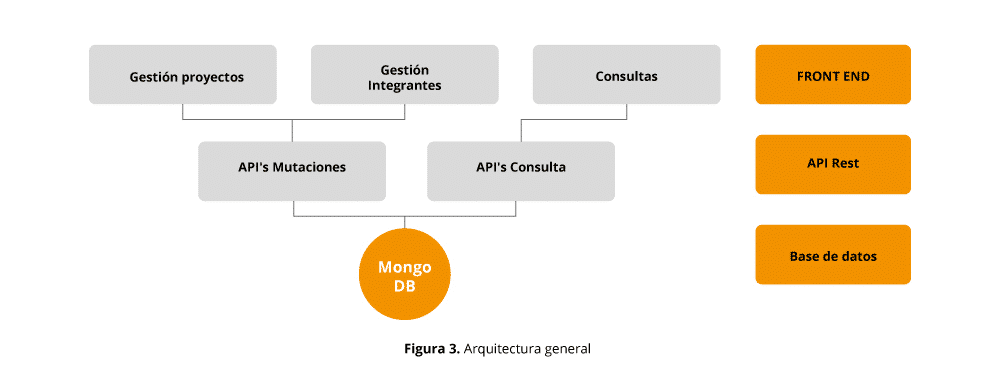 Gestión proyectos
Gestión
Integrantes
Consultas
FRONT END
API's Mutaciones
API's Consulta
API Rest
Mongo
DB
Base de datos
Figura 3. Arquitectura general